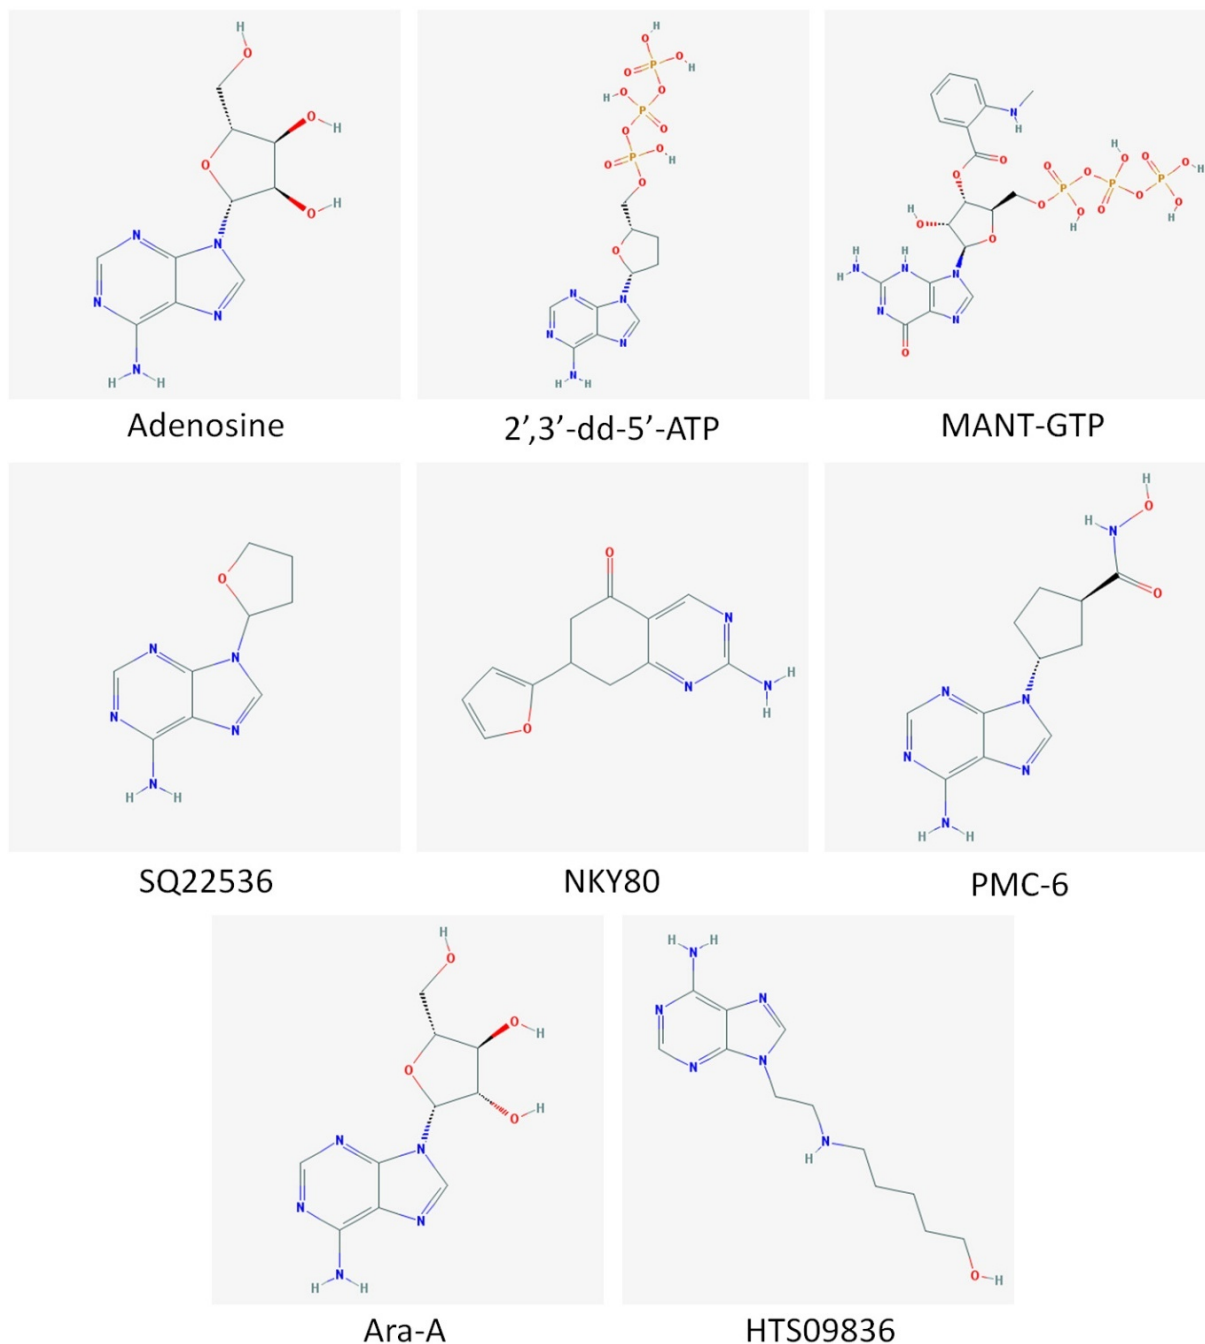 Adenosine
2’,3’-dd-5’-ATP
MANT-GTP
SQ22536
NKY80
PMC-6
Ara-A
HTS09836